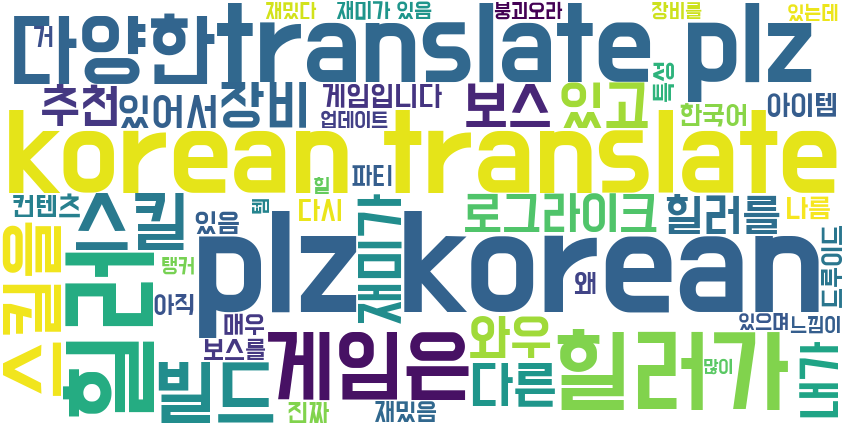 재밌다 재미가 있음 붕괴오라 장비를 있는데
거 다양한 translate plz
추천 있어서 장비 게임입니다 보스 있고 특성 한국어 아이템
업데이트
korean translate
컨텐츠 스킬 있음 힐 파티 템 다시 재미가 로그라이크 힐러를 나름
스킬을 힐러 탱커 plz korean 왜 드루이드
아직 매우 보스를 와우 있으며 느낌이
힐 빌드 게임은 다른 힐러가 많이 내가
진짜 재밌음